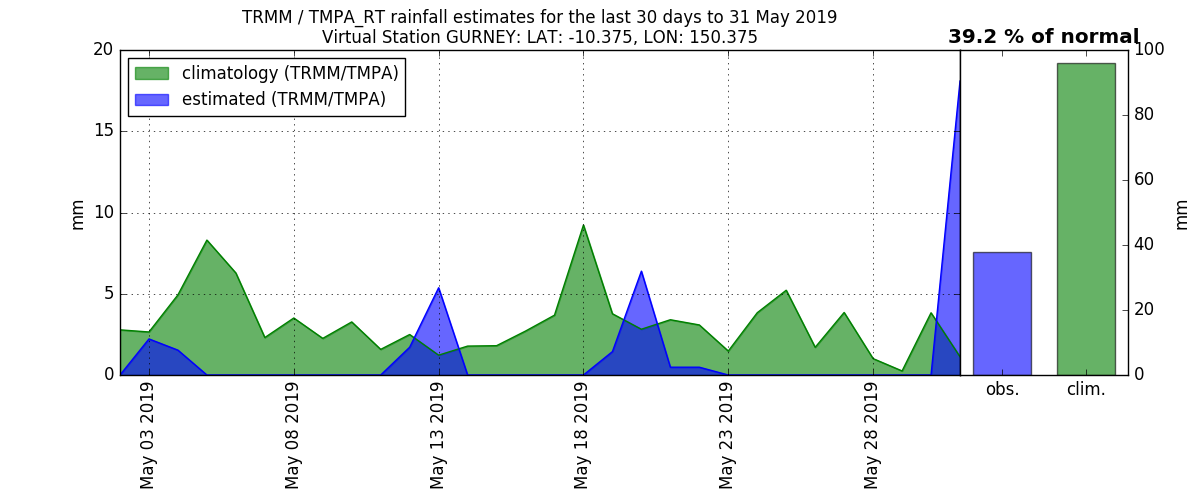 TRMM / TMPA_RT rainfall estimates for the last 30 days to 31 May 2019
Virtual Station GURNEY: LAT: -10.375, LON: 150.375
39.2 % of normal
climatology (TRMM/TMPA)
estimated (TRMM/TMPA)
20
15
10
5
0
mm
May 03 2019
May 08 2019
May 13 2019
May 18 2019
May 23 2019
May 28 2019
obs.
clim.
100
80
60
40
20
0
mm